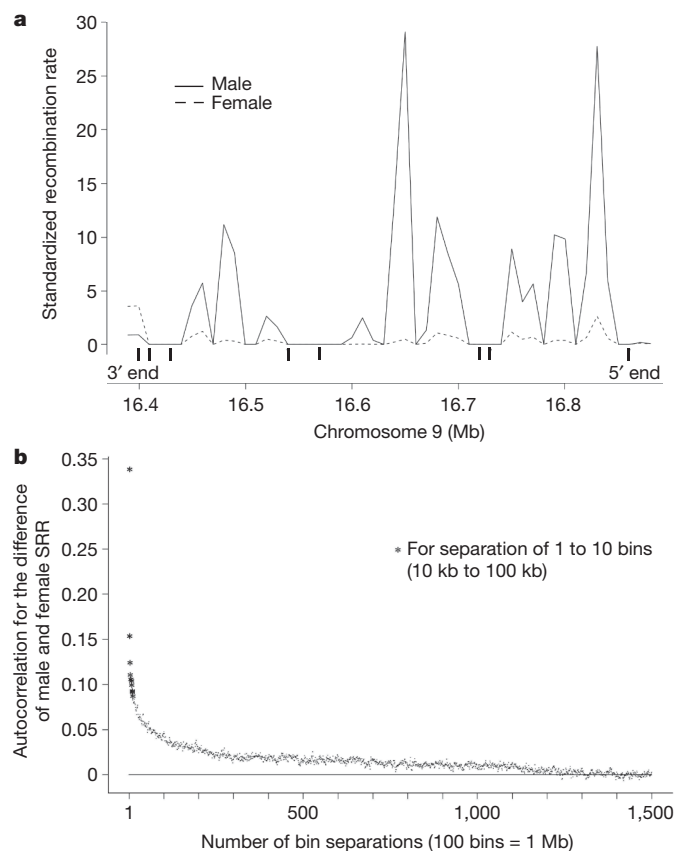 a
Standardized recombination rate
30
25
20
15
10
5
0
Male
Female
3′ end
5′ end
16.4 16.5 16.6 16.7 16.8
Chromosome 9 (Mb)
b
Autocorrelation for the difference
of male and female SRR
0.35
0.30
0.25
0.20
0.15
0.10
0.05
0
* For separation of 1 to 10 bins
(10 kb to 100 kb)
1 500 1,000 1,500
Number of bin separations (100 bins = 1 Mb)